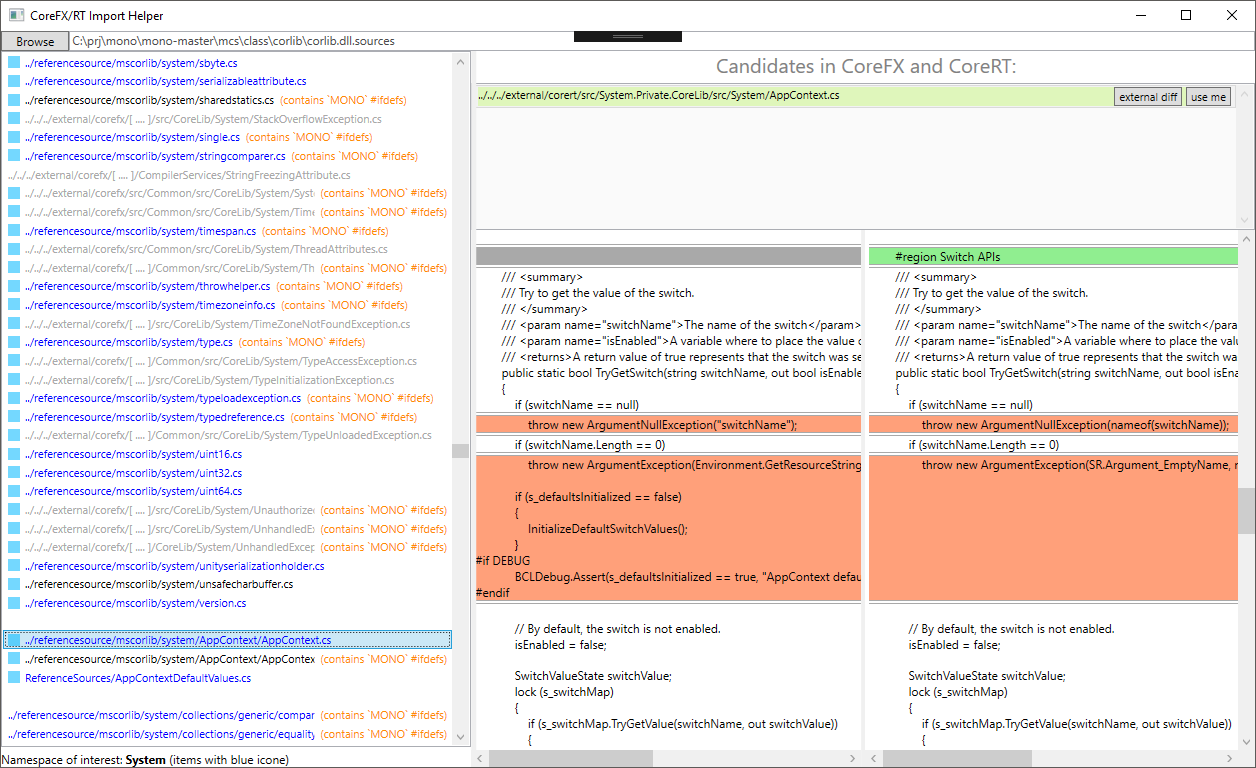 CoreFX/RT Import Helper
Browse
C:\prj\mono\mono-master\mcs\class\corlib\corlib.dll.sources
../referencesource/mscorlib/system/sbyte.cs
../referencesource/mscorlib/system/serializableattribute.cs
../referencesource/mscorlib/system/sharedstatics.cs (contains `MONO` #ifdefs)
../../../external/corefx/[ .... ]/src/CoreLib/System/StackOverflowException.cs
../referencesource/mscorlib/system/single.cs (contains `MONO` #ifdefs)
../referencesource/mscorlib/system/stringcomparer.cs (contains `MONO` #ifdefs)
../../../external/corefx/[ .... ]/CompilerServices/StringFreezingAttribute.cs
../../../external/corefx/src/Common/src/CoreLib/System/Syst (contains `MONO` #ifdefs)
../../../external/corefx/src/Common/src/CoreLib/System/Time (contains `MONO` #ifdefs)
../referencesource/mscorlib/system/timespan.cs (contains `MONO` #ifdefs)
../../../external/corefx/src/Common/src/CoreLib/System/ThreadAttributes.cs
../../../external/corefx/[ .... ]/Common/src/CoreLib/System/Th (contains `MONO` #ifdefs)
../referencesource/mscorlib/system/throwhelper.cs (contains `MONO` #ifdefs)
../referencesource/mscorlib/system/timezoneinfo.cs (contains `MONO` #ifdefs)
../../../external/corefx/[ .... ]/CoreLib/System/TimeZoneNotFoundException.cs
../referencesource/mscorlib/system/type.cs (contains `MONO` #ifdefs)
../../../external/corefx/[ .... ]/Common/src/CoreLib/System/TypeAccessException.cs
../../../external/corefx/[ .... ]/src/CoreLib/System/TypeInitializationException.cs
../referencesource/mscorlib/system/typeloadexception.cs (contains `MONO` #ifdefs)
../referencesource/mscorlib/system/typedreference.cs (contains `MONO` #ifdefs)
../../../external/corefx/[ .... ]/Common/src/CoreLib/System/TypeUnloadedException.cs
../referencesource/mscorlib/system/uint16.cs
../referencesource/mscorlib/system/uint32.cs
../referencesource/mscorlib/system/uint64.cs
../../../external/corefx/[ .... ]/src/CoreLib/System/Unauthorize (contains `MONO` #ifdefs)
../../../external/corefx/[ .... ]/src/CoreLib/System/UnhandledEx (contains `MONO` #ifdefs)
../../../external/corefx/[ .... ]/CoreLib/System/UnhandledExcep (contains `MONO` #ifdefs)
../referencesource/mscorlib/system/unityserializationholder.cs
../referencesource/mscorlib/system/unsafecharbuffer.cs
../referencesource/mscorlib/system/version.cs
../referencesource/mscorlib/system/AppContext/AppContext.cs
../referencesource/mscorlib/system/AppContext/AppContex (contains `MONO` #ifdefs)
ReferenceSources/AppContextDefaultValues.cs
../referencesource/mscorlib/system/collections/generic/compar (contains `MONO` #ifdefs)
../referencesource/mscorlib/system/collections/generic/equality (contains `MONO` #ifdefs)
Namespace of interest: System (items with blue icone)
Candidates in CoreFX and CoreRT:
../../../external/corert/src/System.Private.CoreLib/src/System/AppContext.cs
external diff
use me
/// <summary>
/// Try to get the value of the switch.
/// </summary>
/// <param name="switchName">The name of the switch</param>
/// <param name="isEnabled">A variable where to place the value o
/// <returns>A return value of true represents that the switch was se
public static bool TryGetSwitch(string switchName, out bool isEnable
{
if (switchName == null)
throw new ArgumentNullException("switchName");
if (switchName.Length == 0)
throw new ArgumentException(Environment.GetResourceString
if (s_defaultsInitialized == false)
{
InitializeDefaultSwitchValues();
}
#if DEBUG
BCLDebug.Assert(s_defaultsInitialized == true, "AppContext defau
#endif
// By default, the switch is not enabled.
isEnabled = false;
SwitchValueState switchValue;
lock (s_switchMap)
{
if (s_switchMap.TryGetValue(switchName, out switchValue))
{
#region Switch APIs
/// <summary>
/// Try to get the value of the switch.
/// </summary>
/// <param name="switchName">The name of the switch</para
/// <param name="isEnabled">A variable where to place the valu
/// <returns>A return value of true represents that the switch wa
public static bool TryGetSwitch(string switchName, out bool isEna
{
if (switchName == null)
throw new ArgumentNullException(nameof(switchName));
if (switchName.Length == 0)
throw new ArgumentException(SR.Argument_EmptyName, n
// By default, the switch is not enabled.
isEnabled = false;
SwitchValueState switchValue;
lock (s_switchMap)
{
if (s_switchMap.TryGetValue(switchName, out switchValue))
{